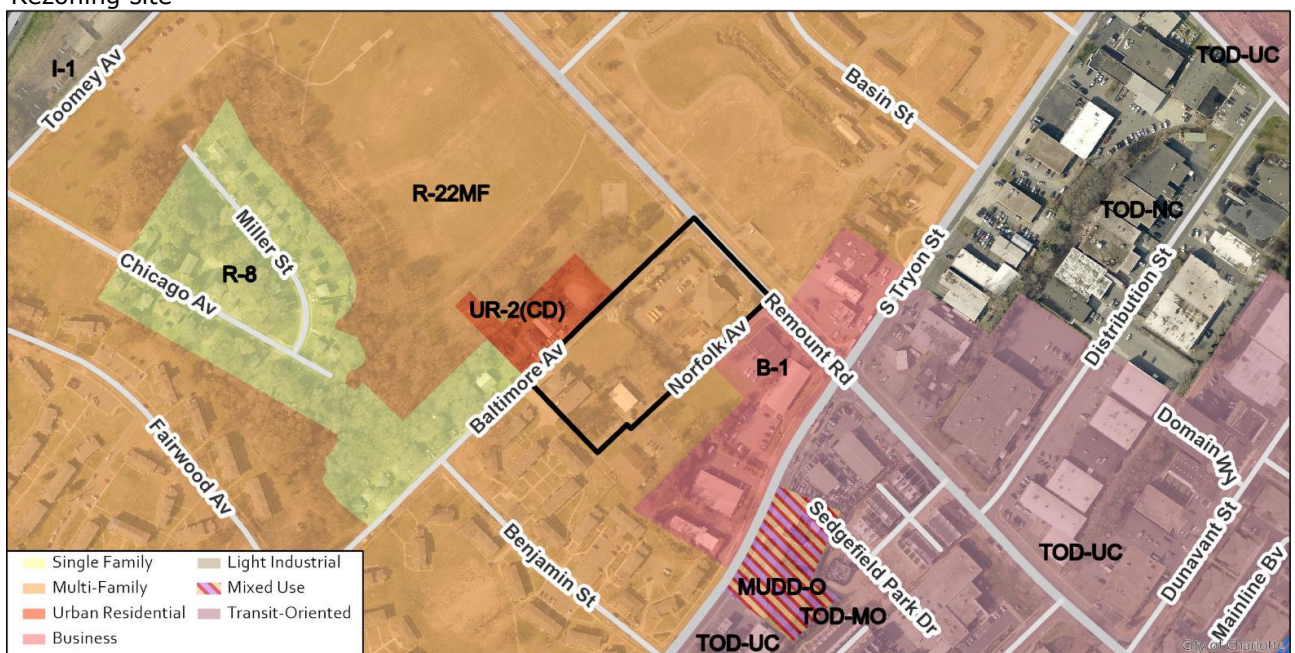 Rezoning site
I-1
Toomey Av
Basin St
TOD-UC
R-22MF
TOD-NC
Miller St
S Tryon St
Chicago Av
R-8
UR-2(CD)
Remount Rd
Distribution St
Baltimore Av
Norfolk Av
B-1
Fairwood Av
Domain Wy
Sedgefield Park Dr
Benjamin St
TOD-UC
Dunavant St
MUDD-O
TOD-MO
Mainline Bv
TOD-UC
Single Family
Multi-Family
Urban Residential
Business
Light Industrial
Mixed Use
Transit-Oriented
City of Charlotte